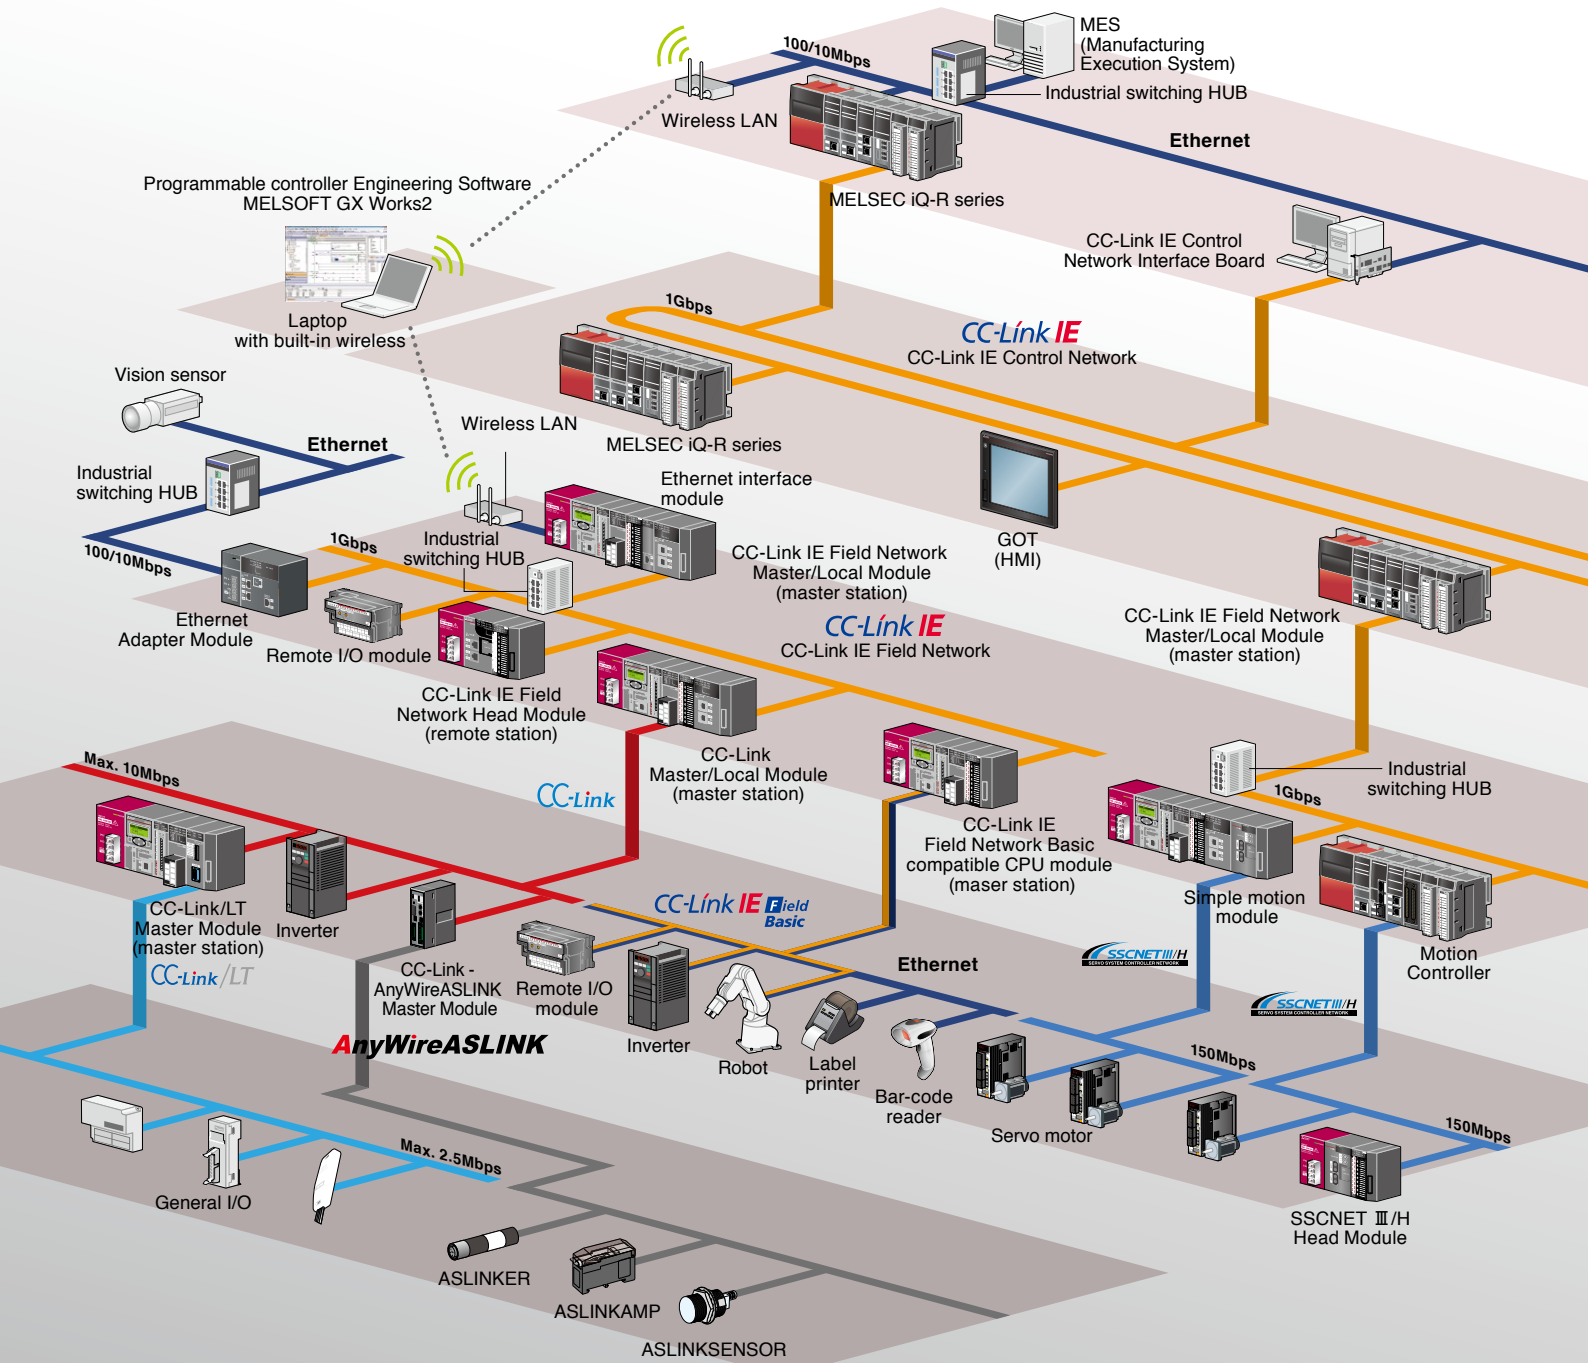 MES
(Manufacturing
Execution System)
100/10Mbps
Industrial switching HUB
Wireless LAN
Ethernet
MELSEC iQ-R series
Programmable controller Engineering Software
MELSOFT GX Works2
CC-Link IE Control
Network Interface Board
Laptop
with built-in wireless
1Gbps
CC-Link IE
CC-Link IE Control Network
Vision sensor
Ethernet
Wireless LAN
MELSEC iQ-R series
Industrial
switching HUB
Ethernet interface
module
GOT
(HMI)
100/10Mbps
1Gbps
Industrial
switching HUB
CC-Link IE Field Network
Master/Local Module
(master station)
Ethernet
Adapter Module
Remote I/O module
CC-Link IE
CC-Link IE Field Network
CC-Link IE Field Network
Master/Local Module
(master station)
CC-Link IE Field
Network Head Module
(remote station)
CC-Link
Master/Local Module
(master station)
Max. 10Mbps
CC-Link
Industrial
switching HUB
1Gbps
CC-Link IE
Field Network Basic
compatible CPU module
(maser station)
Simple motion
module
CC-Link/LT
Master Module
(master station)
CC-Link/LT
Inverter
CC-Link IE Field
Basic
CC-Link -
AnyWireASLINK
Master Module
Remote I/O
module
Ethernet
SSCNETIII/H
SERVO SYSTEM CONTROLLER NETWORK
Motion
Controller
SSCNETIII/H
SERVO SYSTEM CONTROLLER NETWORK
AnyWireASLINK
Inverter
Robot
Label
printer
Bar-code
reader
150Mbps
Servo motor
150Mbps
Max. 2.5Mbps
General I/O
SSCNET Ⅲ/H
Head Module
ASLINKER
ASLINKAMP
ASLINKSENSOR